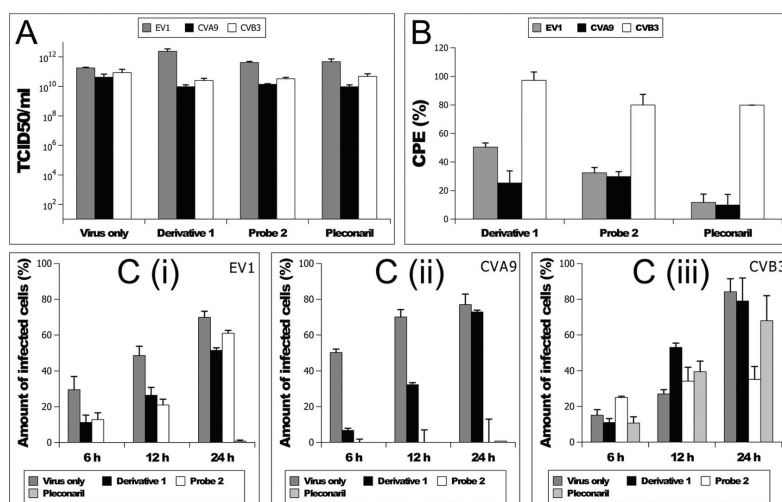 A
EV1 CVA9 CVB3
TCID50/ml
10^12
10^10
10^8
10^6
10^4
10^2
Virus only Derivative 1 Probe 2 Pleconaril
B
EV1 CVA9 CVB3
CPE (%)
120
100
80
60
40
20
0
Derivative 1 Probe 2 Pleconaril
C (i) EV1
Amount of infected cells (%)
100
80
60
40
20
0
6 h 12 h 24 h
Virus only Derivative 1 Probe 2
Pleconaril
C (ii) CVA9
Amount of infected cells (%)
100
80
60
40
20
0
6 h 12 h 24 h
Virus only Derivative 1 Probe 2
Pleconaril
C (iii) CVB3
Amount of infected cells (%)
100
80
60
40
20
0
6 h 12 h 24 h
Virus only Derivative 1 Probe 2
Pleconaril